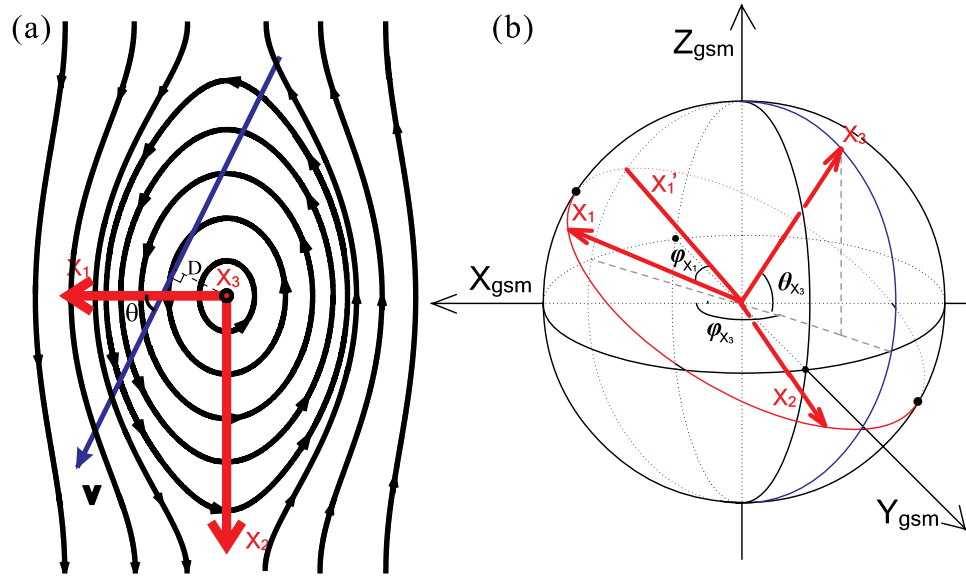 (a)
X₁
D
X₃
θ
X₂
V
(b)
Zgsm
X₃
X₁'
X₁
φX₁
Xgsm
θX₃
φX₃
X₂
Ygsm